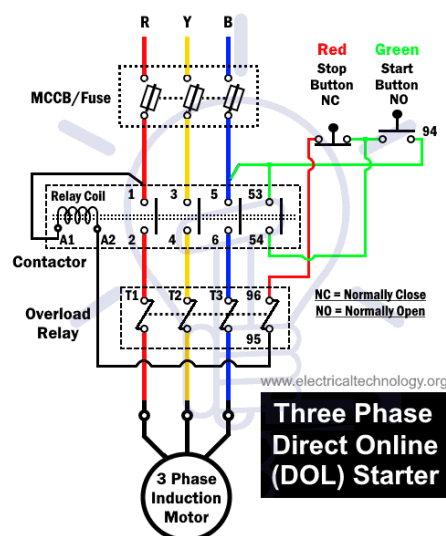 R Y B
Red Green
Stop Button NC
Start Button NO
94
MCCB/Fuse
1 3 5 53
Relay Coil
A1 A2
2 4 6 54
Contactor
T1 T2 T3 96
Overload Relay
95
NC = Normally Close
NO = Normally Open
www.electricaltechnology.org
Three Phase
Direct Online
(DOL) Starter
3 Phase
Induction
Motor